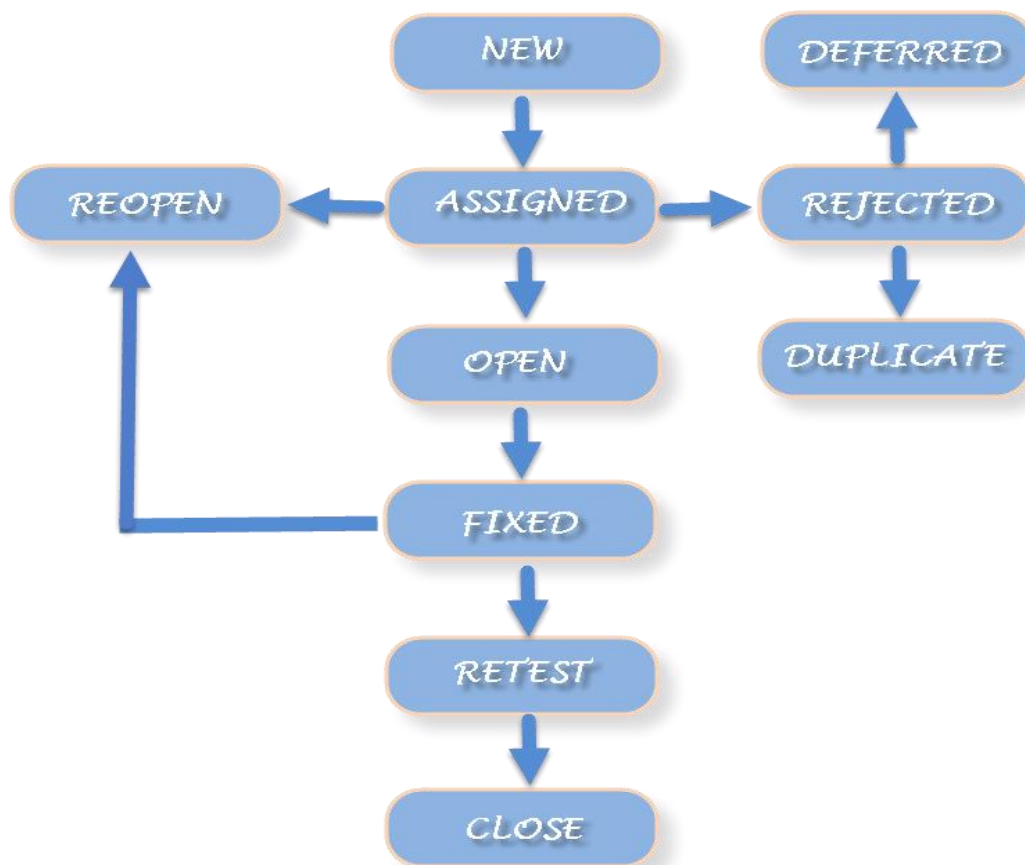 NEW
DEFERRED
REOPEN
ASSIGNED
REJECTED
OPEN
DUPLICATE
FIXED
RETEST
CLOSE